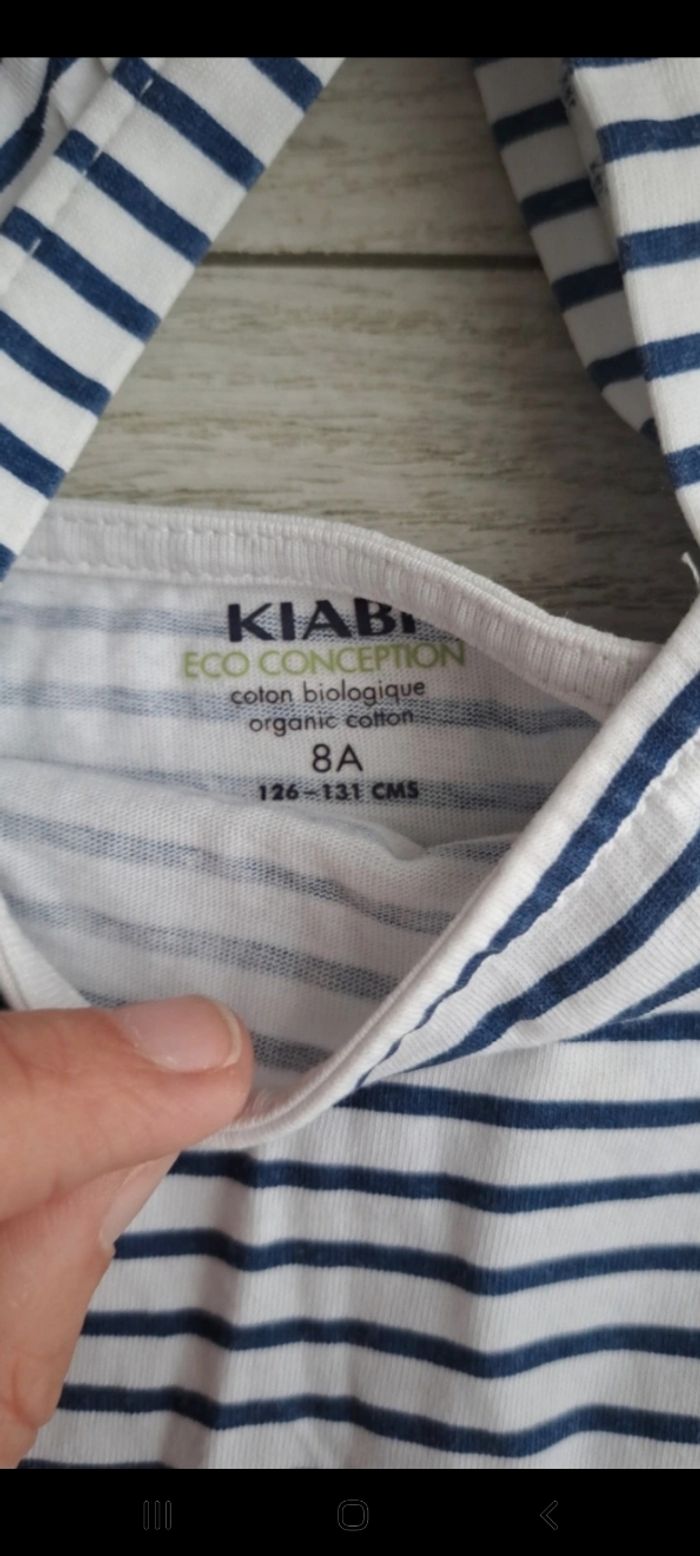 KIABI
ECO CONCEPTION
coton biologique
organic cotton
8A
126-131 CMS